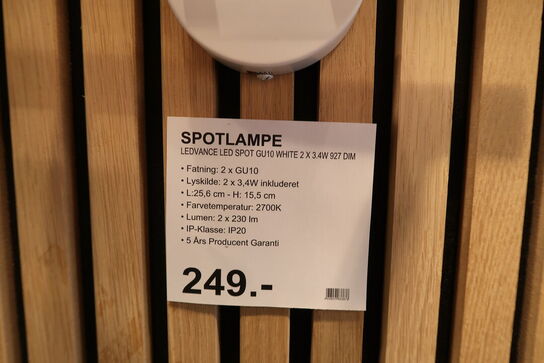 SPOTLAMPE
LEDVANCE LED SPOT GU10 WHITE 2 X 3.4W 927 DIM
• Fatning: 2 x GU10
• Lyskilde: 2 x 3,4W inkluderet
• L:25,6 cm - H: 15,5 cm
• Farvetemperatur: 2700K
• Lumen: 2 x 230 lm
• IP-Klasse: IP20
• 5 Års Producent Garanti
249.-